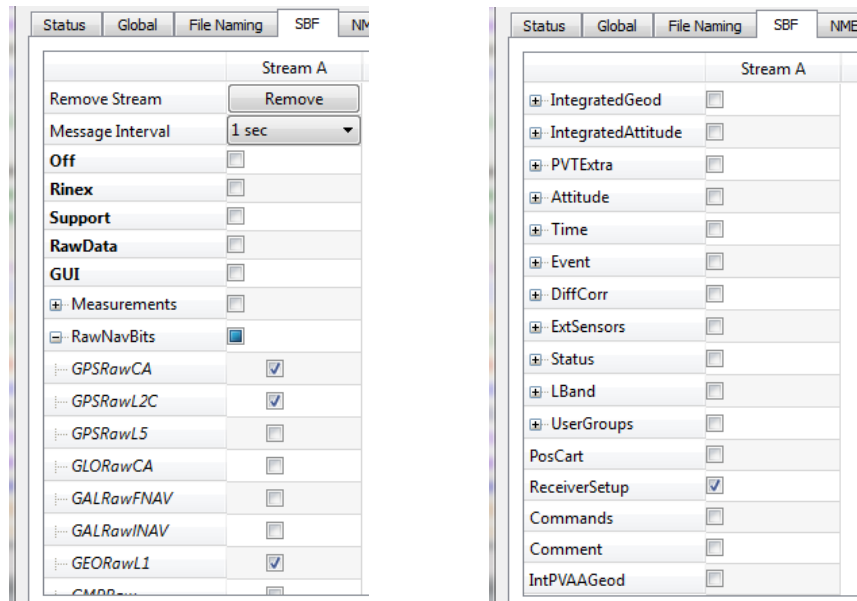 Status Global File Naming SBF NM
Stream A
Remove Stream Remove
Message Interval 1 sec
Off
Rinex
Support
RawData
GUI
Measurements
RawNavBits
GPSRawCA
GPSRawL2C
GPSRawL5
GLORawCA
GALRawFNAV
GALRawINAV
GEORawL1
Status Global File Naming SBF NME
Stream A
IntegratedGeod
IntegratedAttitude
PVTExtra
Attitude
Time
Event
DiffCorr
ExtSensors
Status
LBand
UserGroups
PosCart
ReceiverSetup
Commands
Comment
IntPVAAGeod